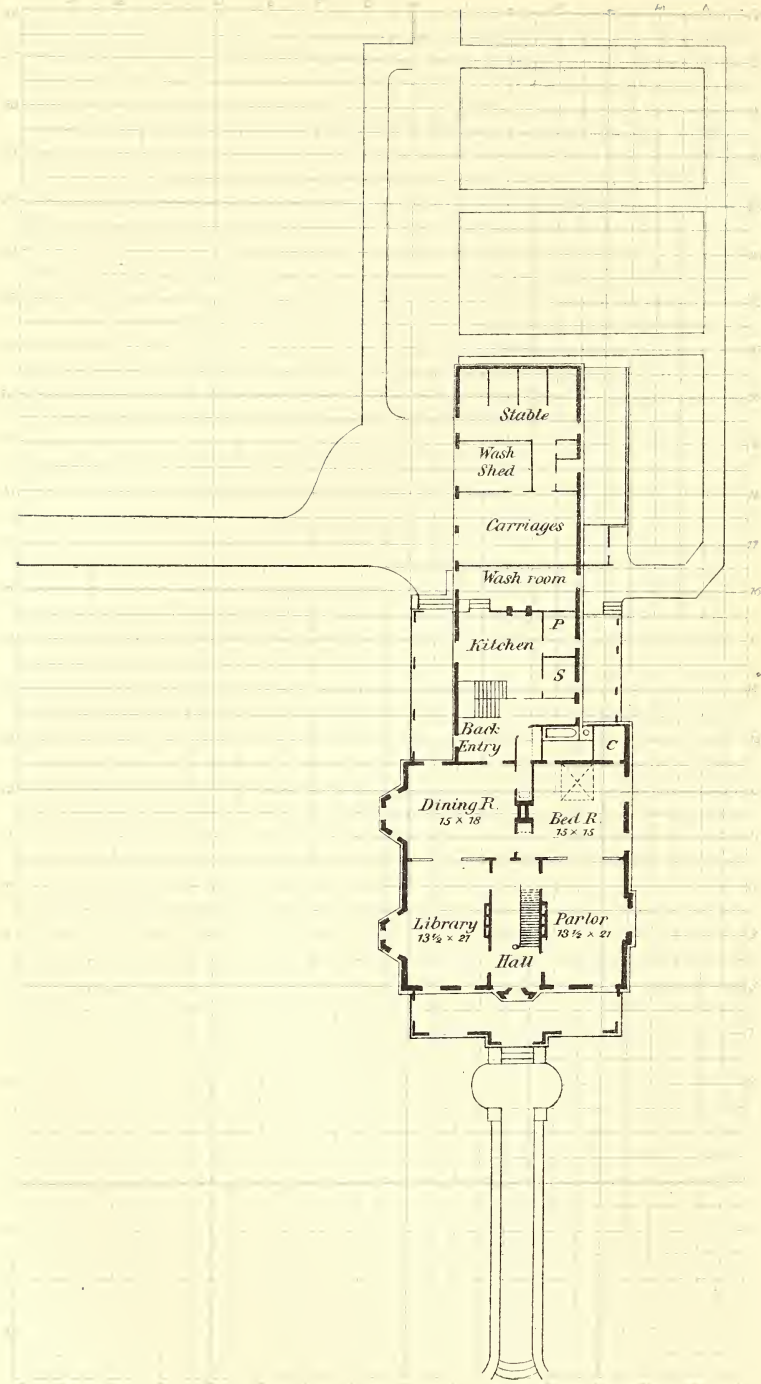 Stable
Wash
Shed
Carriages
Wash room
P
Kitchen
S
Back
Entry
C
Dining R.
15 × 18
Bed R.
15 × 15
Library
13½ × 21
Parlor
13½ × 21
Hall